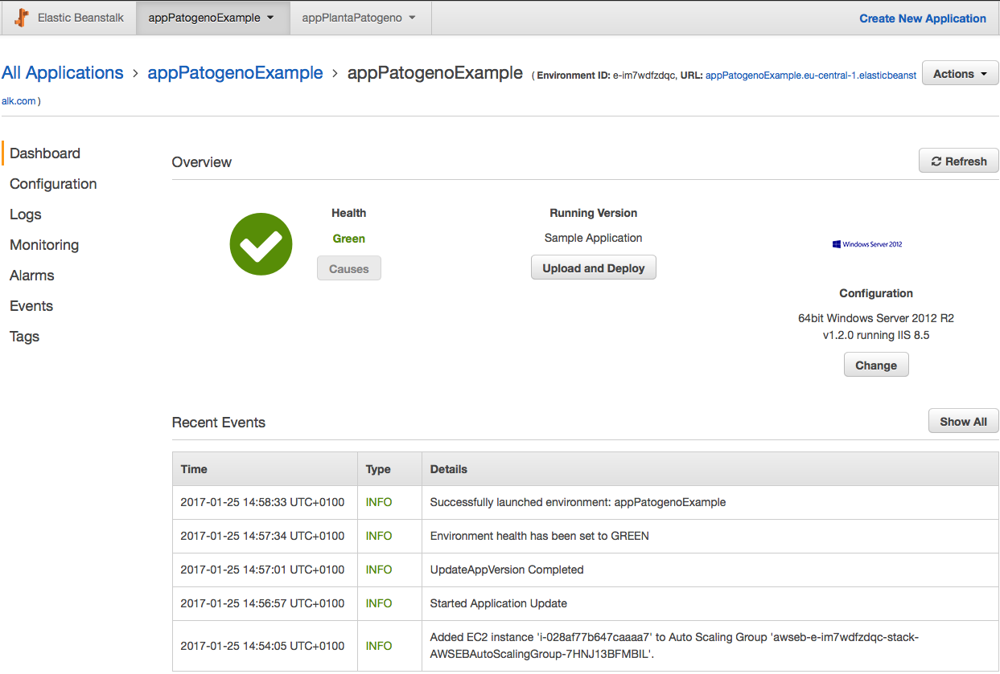 Elastic Beanstalk appPatogenoExample appPlantaPatogeno Create New Application
All Applications > appPatogenoExample > appPatogenoExample ( Environment ID: e-im7wdfzdqc, URL: appPatogenoExample.eu-central-1.elasticbeanst Actions
alk.com )
Dashboard
Configuration
Logs
Monitoring
Alarms
Events
Tags
Overview
Refresh
Health
Green
Causes
Running Version
Sample Application
Upload and Deploy
Windows Server 2012
Configuration
64bit Windows Server 2012 R2
v1.2.0 running IIS 8.5
Change
Recent Events
Show All
Time Type Details
2017-01-25 14:58:33 UTC+0100 INFO Successfully launched environment: appPatogenoExample
2017-01-25 14:57:34 UTC+0100 INFO Environment health has been set to GREEN
2017-01-25 14:57:01 UTC+0100 INFO UpdateAppVersion Completed
2017-01-25 14:56:57 UTC+0100 INFO Started Application Update
2017-01-25 14:54:05 UTC+0100 INFO Added EC2 instance 'i-028af77b647caaaa7' to Auto Scaling Group 'awseb-e-im7wdfzdqc-stack-
AWSEBAutoScalingGroup-7HNJ13BFMBIL'.